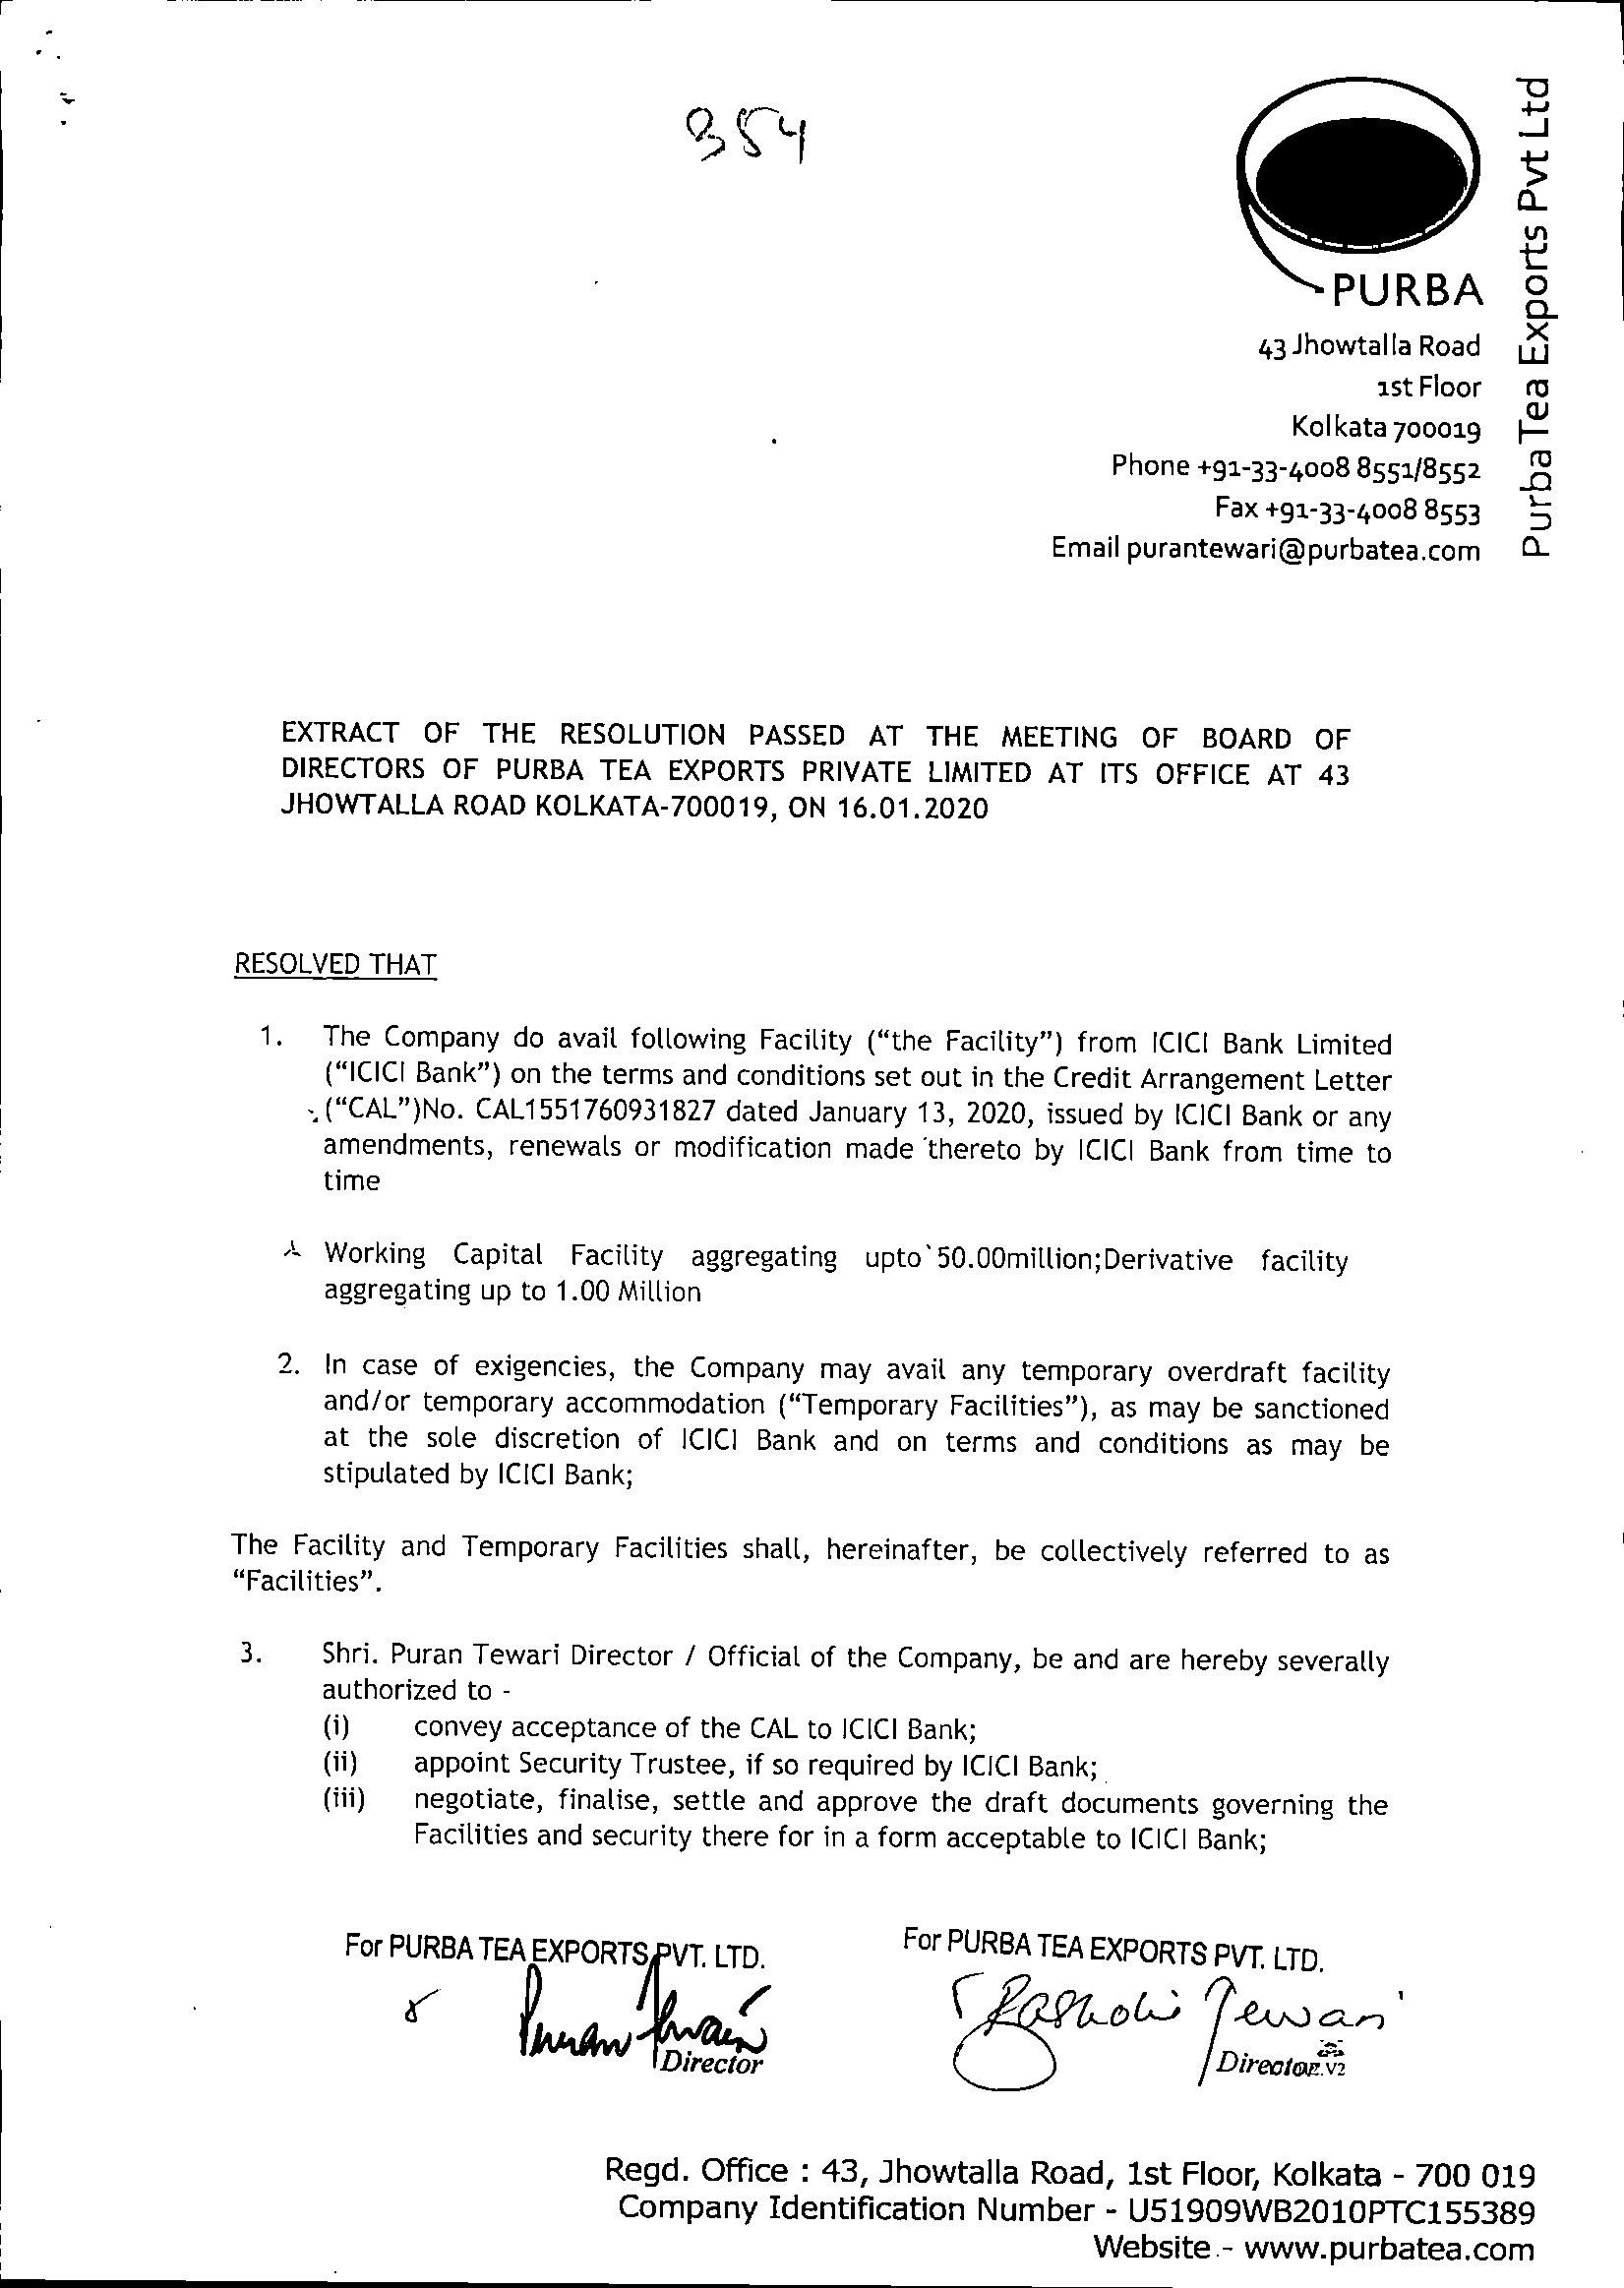 354
PURBA
Purba Tea Exports Pvt Ltd
43 Jhowtalla Road
1st Floor
Kolkata 700019
Phone +91-33-4008 8551/8552
Fax +91-33-4008 8553
Email purantewari@purbatea.com
EXTRACT OF THE RESOLUTION PASSED AT THE MEETING OF BOARD OF
DIRECTORS OF PURBA TEA EXPORTS PRIVATE LIMITED AT ITS OFFICE AT 43
JHOWTALLA ROAD KOLKATA-700019, ON 16.01.2020
RESOLVED THAT
1. The Company do avail following Facility (“the Facility”) from ICICI Bank Limited
(“ICICI Bank”) on the terms and conditions set out in the Credit Arrangement Letter
(“CAL”)No. CAL1551760931827 dated January 13, 2020, issued by ICICI Bank or any
amendments, renewals or modification made thereto by ICICI Bank from time to
time
Working Capital Facility aggregating upto`50.00million;Derivative facility
aggregating up to 1.00 Million
2. In case of exigencies, the Company may avail any temporary overdraft facility
and/or temporary accommodation (“Temporary Facilities”), as may be sanctioned
at the sole discretion of ICICI Bank and on terms and conditions as may be
stipulated by ICICI Bank;
The Facility and Temporary Facilities shall, hereinafter, be collectively referred to as
“Facilities”.
3. Shri. Puran Tewari Director / Official of the Company, be and are hereby severally
authorized to -
(i) convey acceptance of the CAL to ICICI Bank;
(ii) appoint Security Trustee, if so required by ICICI Bank;
(iii) negotiate, finalise, settle and approve the draft documents governing the
Facilities and security there for in a form acceptable to ICICI Bank;
For PURBA TEA EXPORTS PVT. LTD.
Puran Tewari
Director
For PURBA TEA EXPORTS PVT. LTD.
Tewari
Director
V2
Regd. Office : 43, Jhowtalla Road, 1st Floor, Kolkata - 700 019
Company Identification Number - U51909WB2010PTC155389
Website - www.purbatea.com